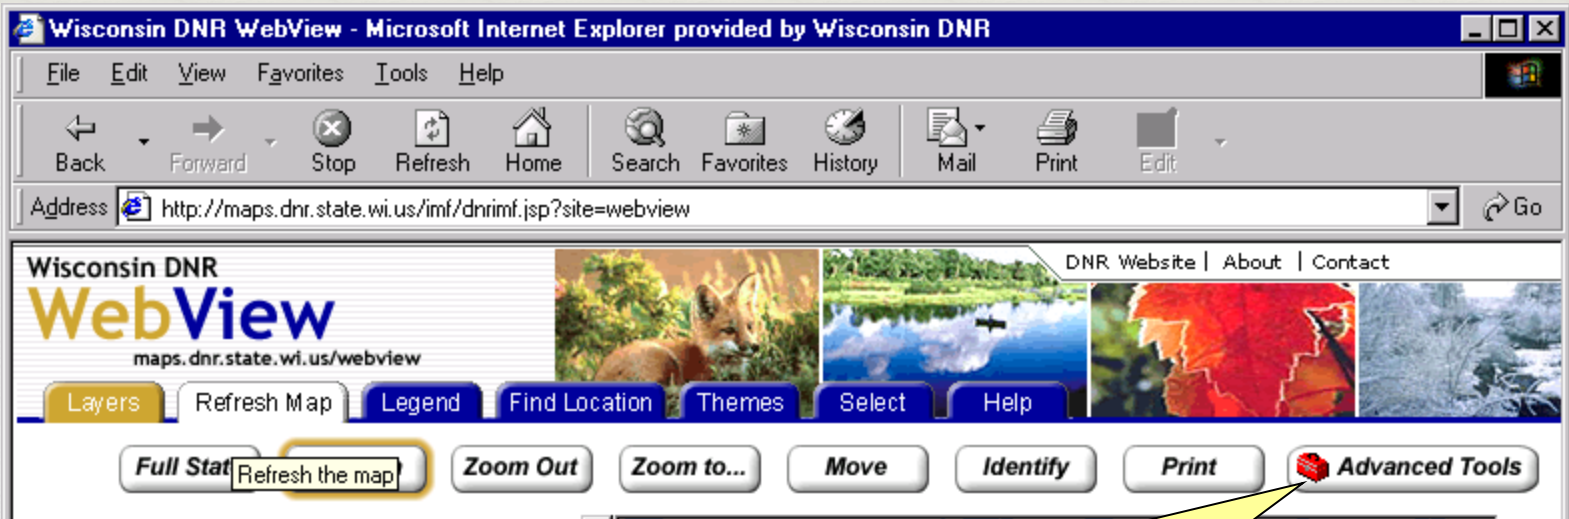 Wisconsin DNR WebView - Microsoft Internet Explorer provided by Wisconsin DNR
File Edit View Favorites Tools Help
Back Forward Stop Refresh Home Search Favorites History Mail Print Edit
Address http://maps.dnr.state.wi.us/imf/dnrimf.jsp?site=webview Go
DNR Website | About | Contact
Wisconsin DNR
WebView
maps.dnr.state.wi.us/webview
Layers Refresh Map Legend Find Location Themes Select Help
Full Stat Zoom Out Zoom to... Move Identify Print Advanced Tools
Refresh the map